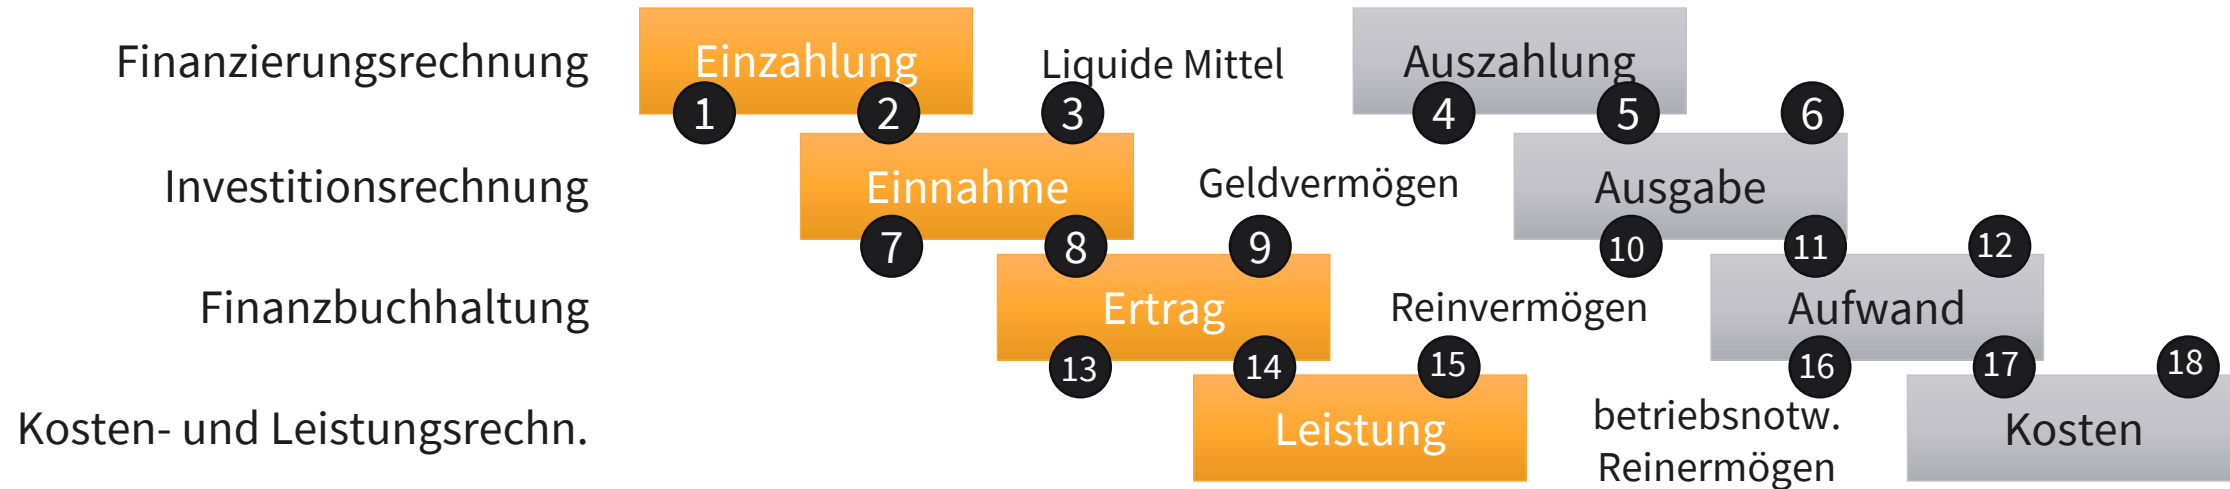 Finanzierungsrechnung Einzahlung Liquide Mittel Auszahlung
1 2 3 4 5 6
Investitionsrechnung Einnahme Geldvermögen Ausgabe
7 8 9 10 11 12
Finanzbuchhaltung Ertrag Reinvermögen Aufwand
13 14 15 16 17 18
Kosten- und Leistungsrechn. Leistung betriebsnotw. Kosten
Reinermögen